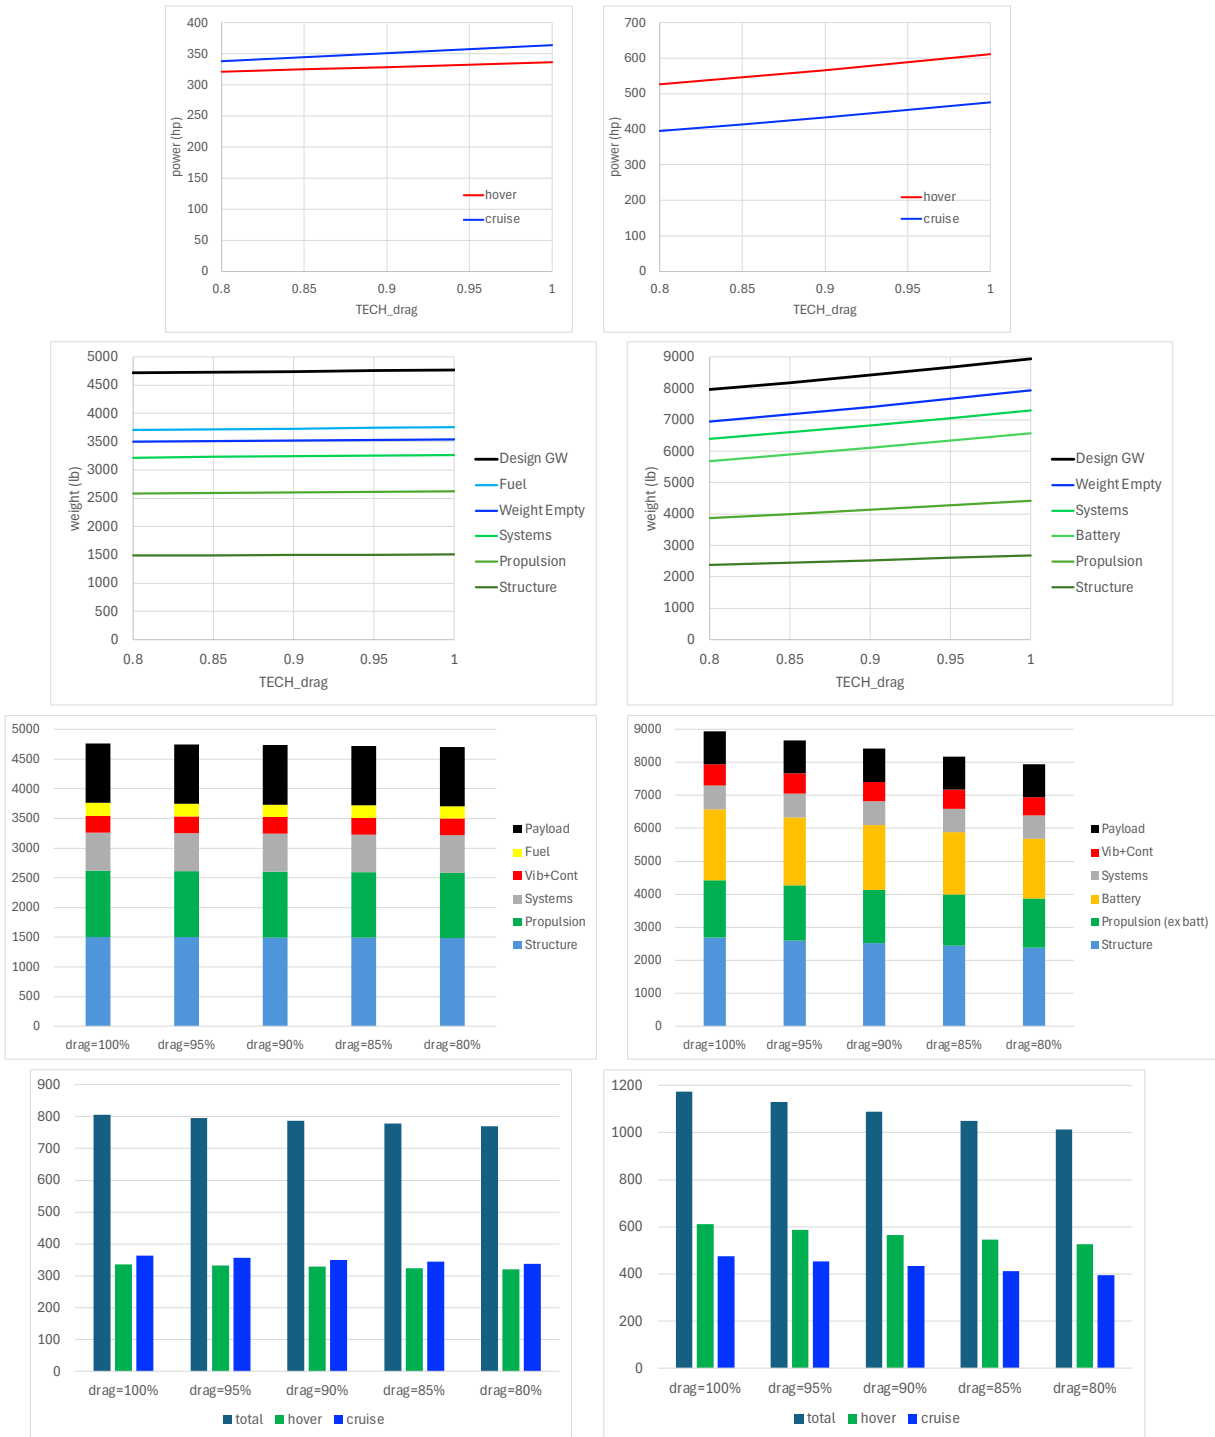 400
350
300
250
200
150
100
50
0
power (hp)
hover
cruise
0.8 0.85 0.9 0.95 1
TECH_drag
700
600
500
400
300
200
100
0
power (hp)
hover
cruise
0.8 0.85 0.9 0.95 1
TECH_drag
5000
4500
4000
3500
3000
2500
2000
1500
1000
500
0
weight (lb)
Design GW
Fuel
Weight Empty
Systems
Propulsion
Structure
0.8 0.85 0.9 0.95 1
TECH_drag
9000
8000
7000
6000
5000
4000
3000
2000
1000
0
weight (lb)
Design GW
Weight Empty
Systems
Battery
Propulsion
Structure
0.8 0.85 0.9 0.95 1
TECH_drag
5000
4500
4000
3500
3000
2500
2000
1500
1000
500
0
Payload
Fuel
Vib+Cont
Systems
Propulsion
Structure
drag=100% drag=95% drag=90% drag=85% drag=80%
9000
8000
7000
6000
5000
4000
3000
2000
1000
0
Payload
Vib+Cont
Systems
Battery
Propulsion (ex batt)
Structure
drag=100% drag=95% drag=90% drag=85% drag=80%
900
800
700
600
500
400
300
200
100
0
drag=100% drag=95% drag=90% drag=85% drag=80%
total hover cruise
1200
1000
800
600
400
200
0
drag=100% drag=95% drag=90% drag=85% drag=80%
total hover cruise